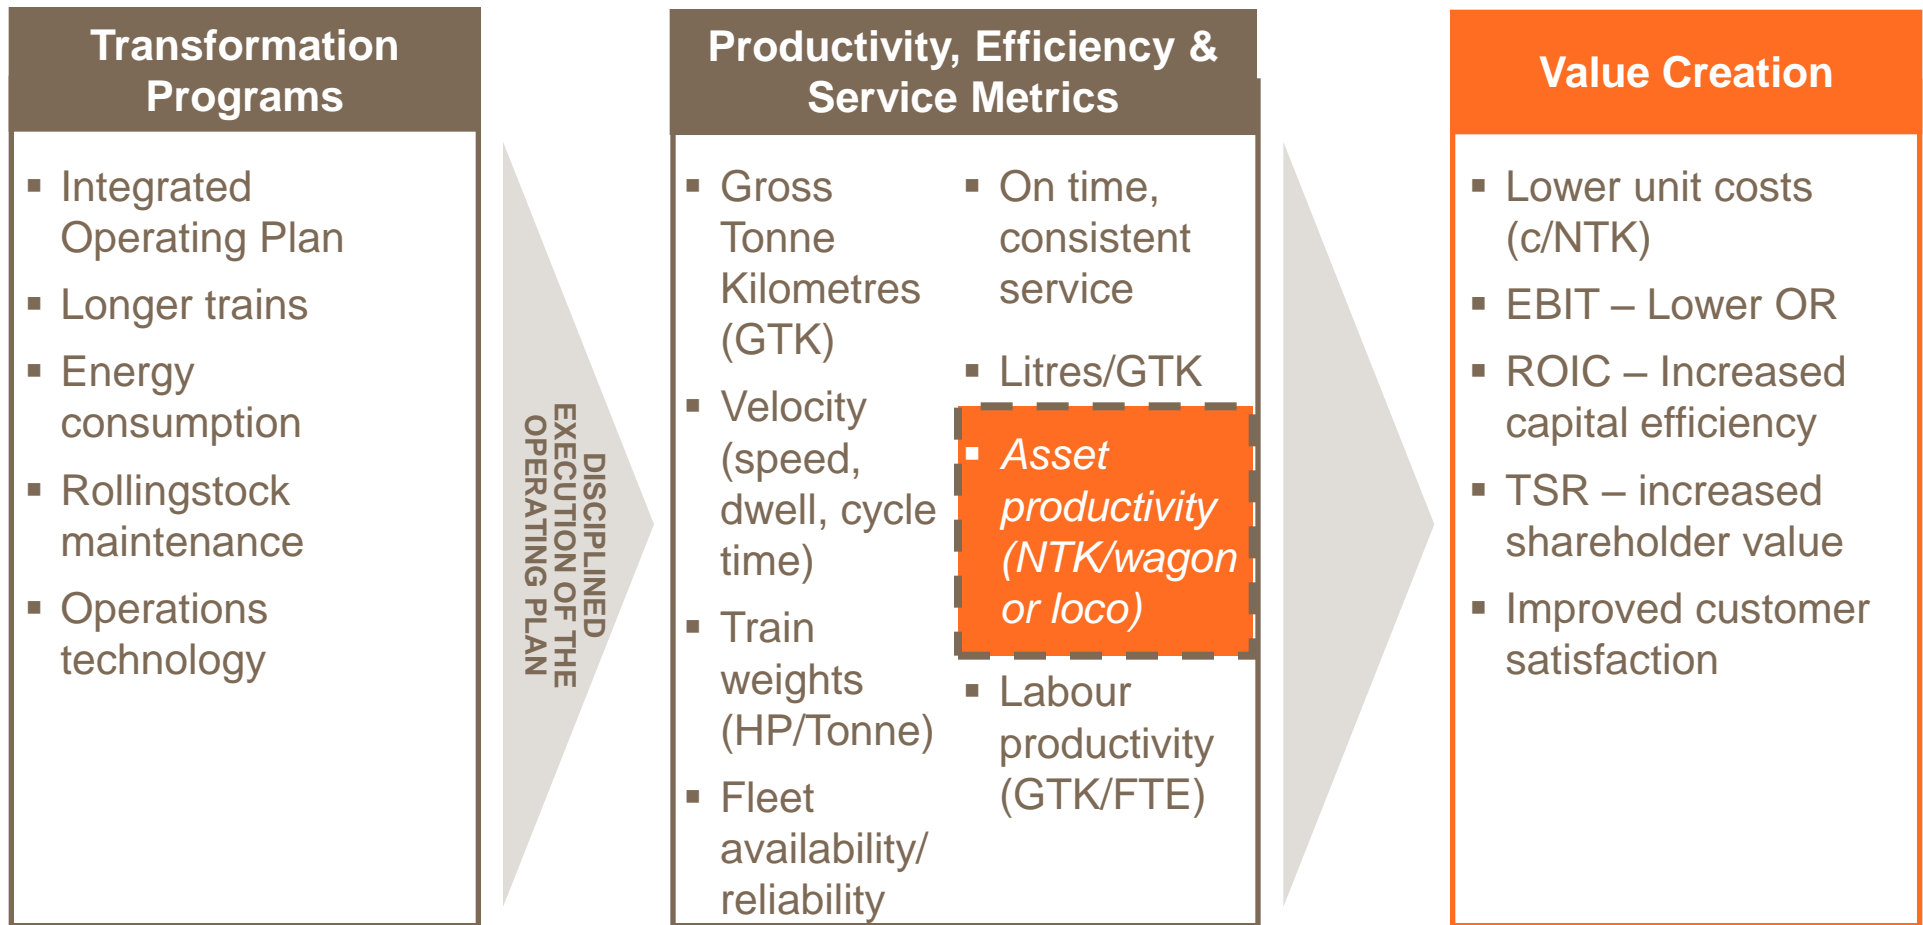 Transformation
Programs
▪ Integrated
Operating Plan
▪ Longer trains
▪ Energy
consumption
▪ Rollingstock
maintenance
▪ Operations
technology
DISCIPLINED
EXECUTION OF THE
OPERATING PLAN
Productivity, Efficiency &
Service Metrics
▪ Gross
Tonne
Kilometres
(GTK)
▪ Velocity
(speed,
dwell, cycle
time)
▪ Train
weights
(HP/Tonne)
▪ Fleet
availability/
reliability
▪ On time,
consistent
service
▪ Litres/GTK
▪ Asset
productivity
(NTK/wagon
or loco)
▪ Labour
productivity
(GTK/FTE)
Value Creation
▪ Lower unit costs
(c/NTK)
▪ EBIT – Lower OR
▪ ROIC – Increased
capital efficiency
▪ TSR – increased
shareholder value
▪ Improved customer
satisfaction